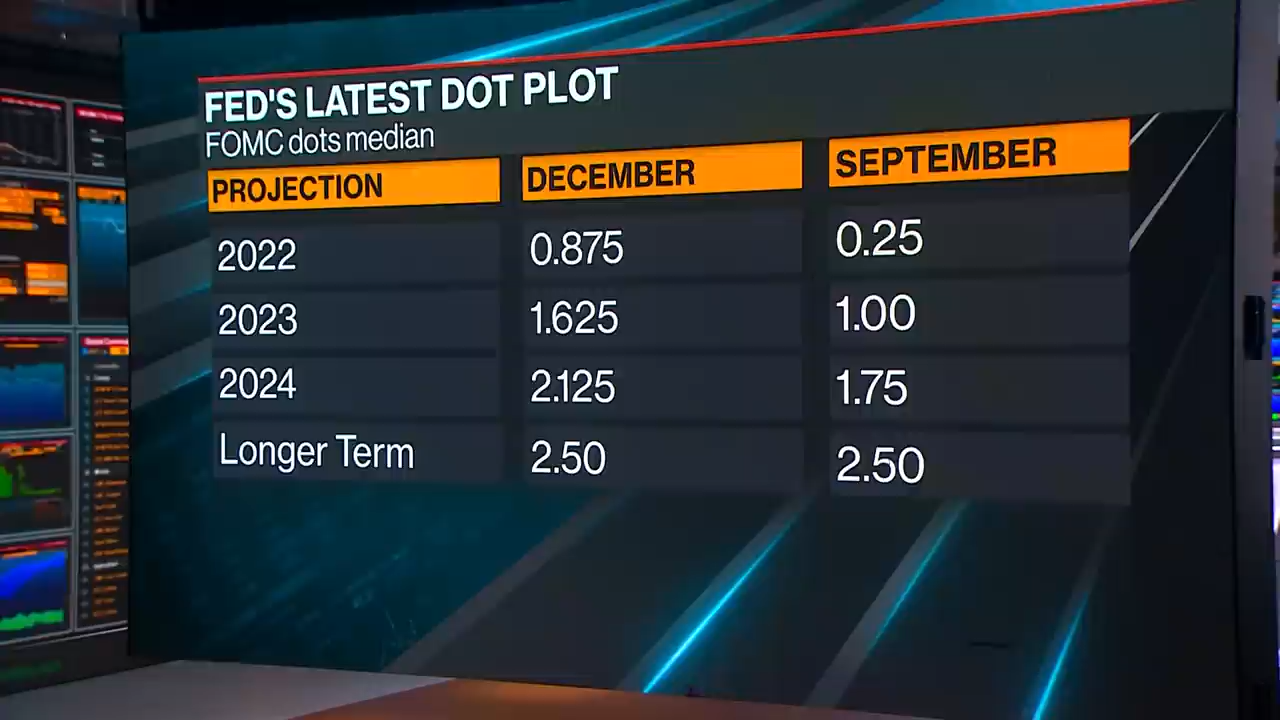 FED'S LATEST DOT PLOT
FOMC dots median
PROJECTION DECEMBER SEPTEMBER
2022 0.875 0.25
2023 1.625 1.00
2024 2.125 1.75
Longer Term 2.50 2.50